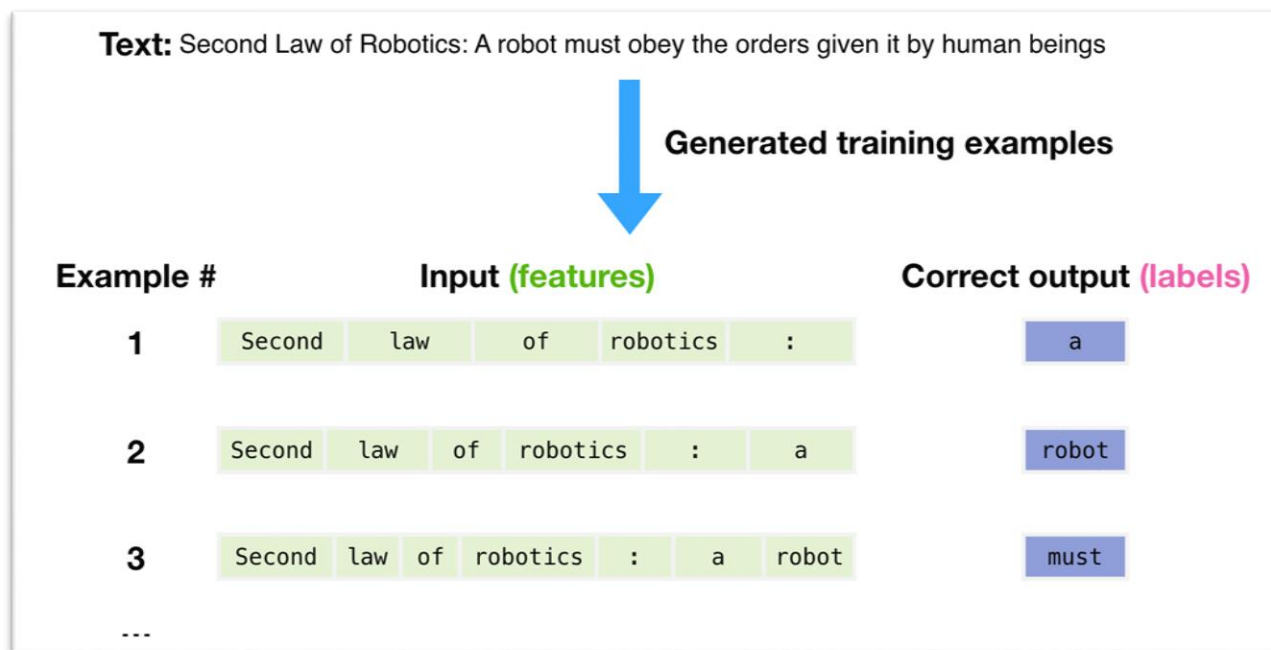 Text: Second Law of Robotics: A robot must obey the orders given it by human beings
Generated training examples
Example # Input (features) Correct output (labels)
1 Second law of robotics : a
2 Second law of robotics : a robot
3 Second law of robotics : a robot must
...